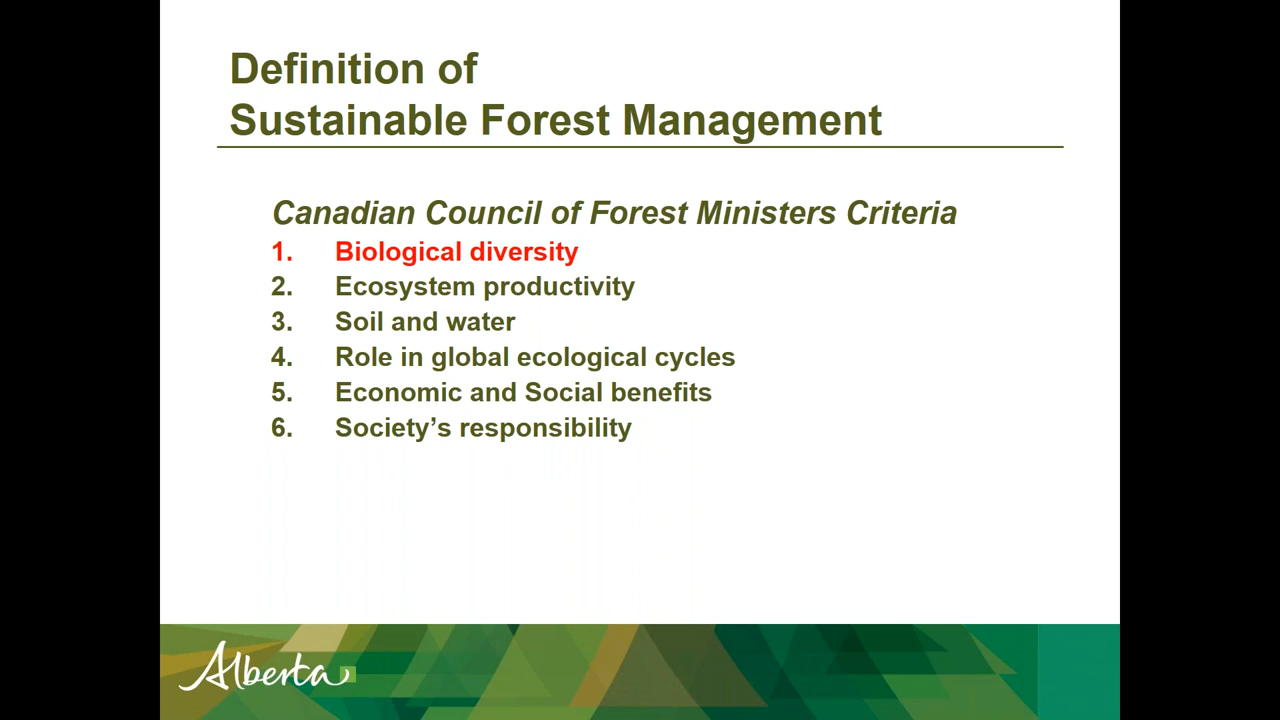 Definition of
Sustainable Forest Management
Canadian Council of Forest Ministers Criteria
1. Biological diversity
2. Ecosystem productivity
3. Soil and water
4. Role in global ecological cycles
5. Economic and Social benefits
6. Society’s responsibility
Alberta